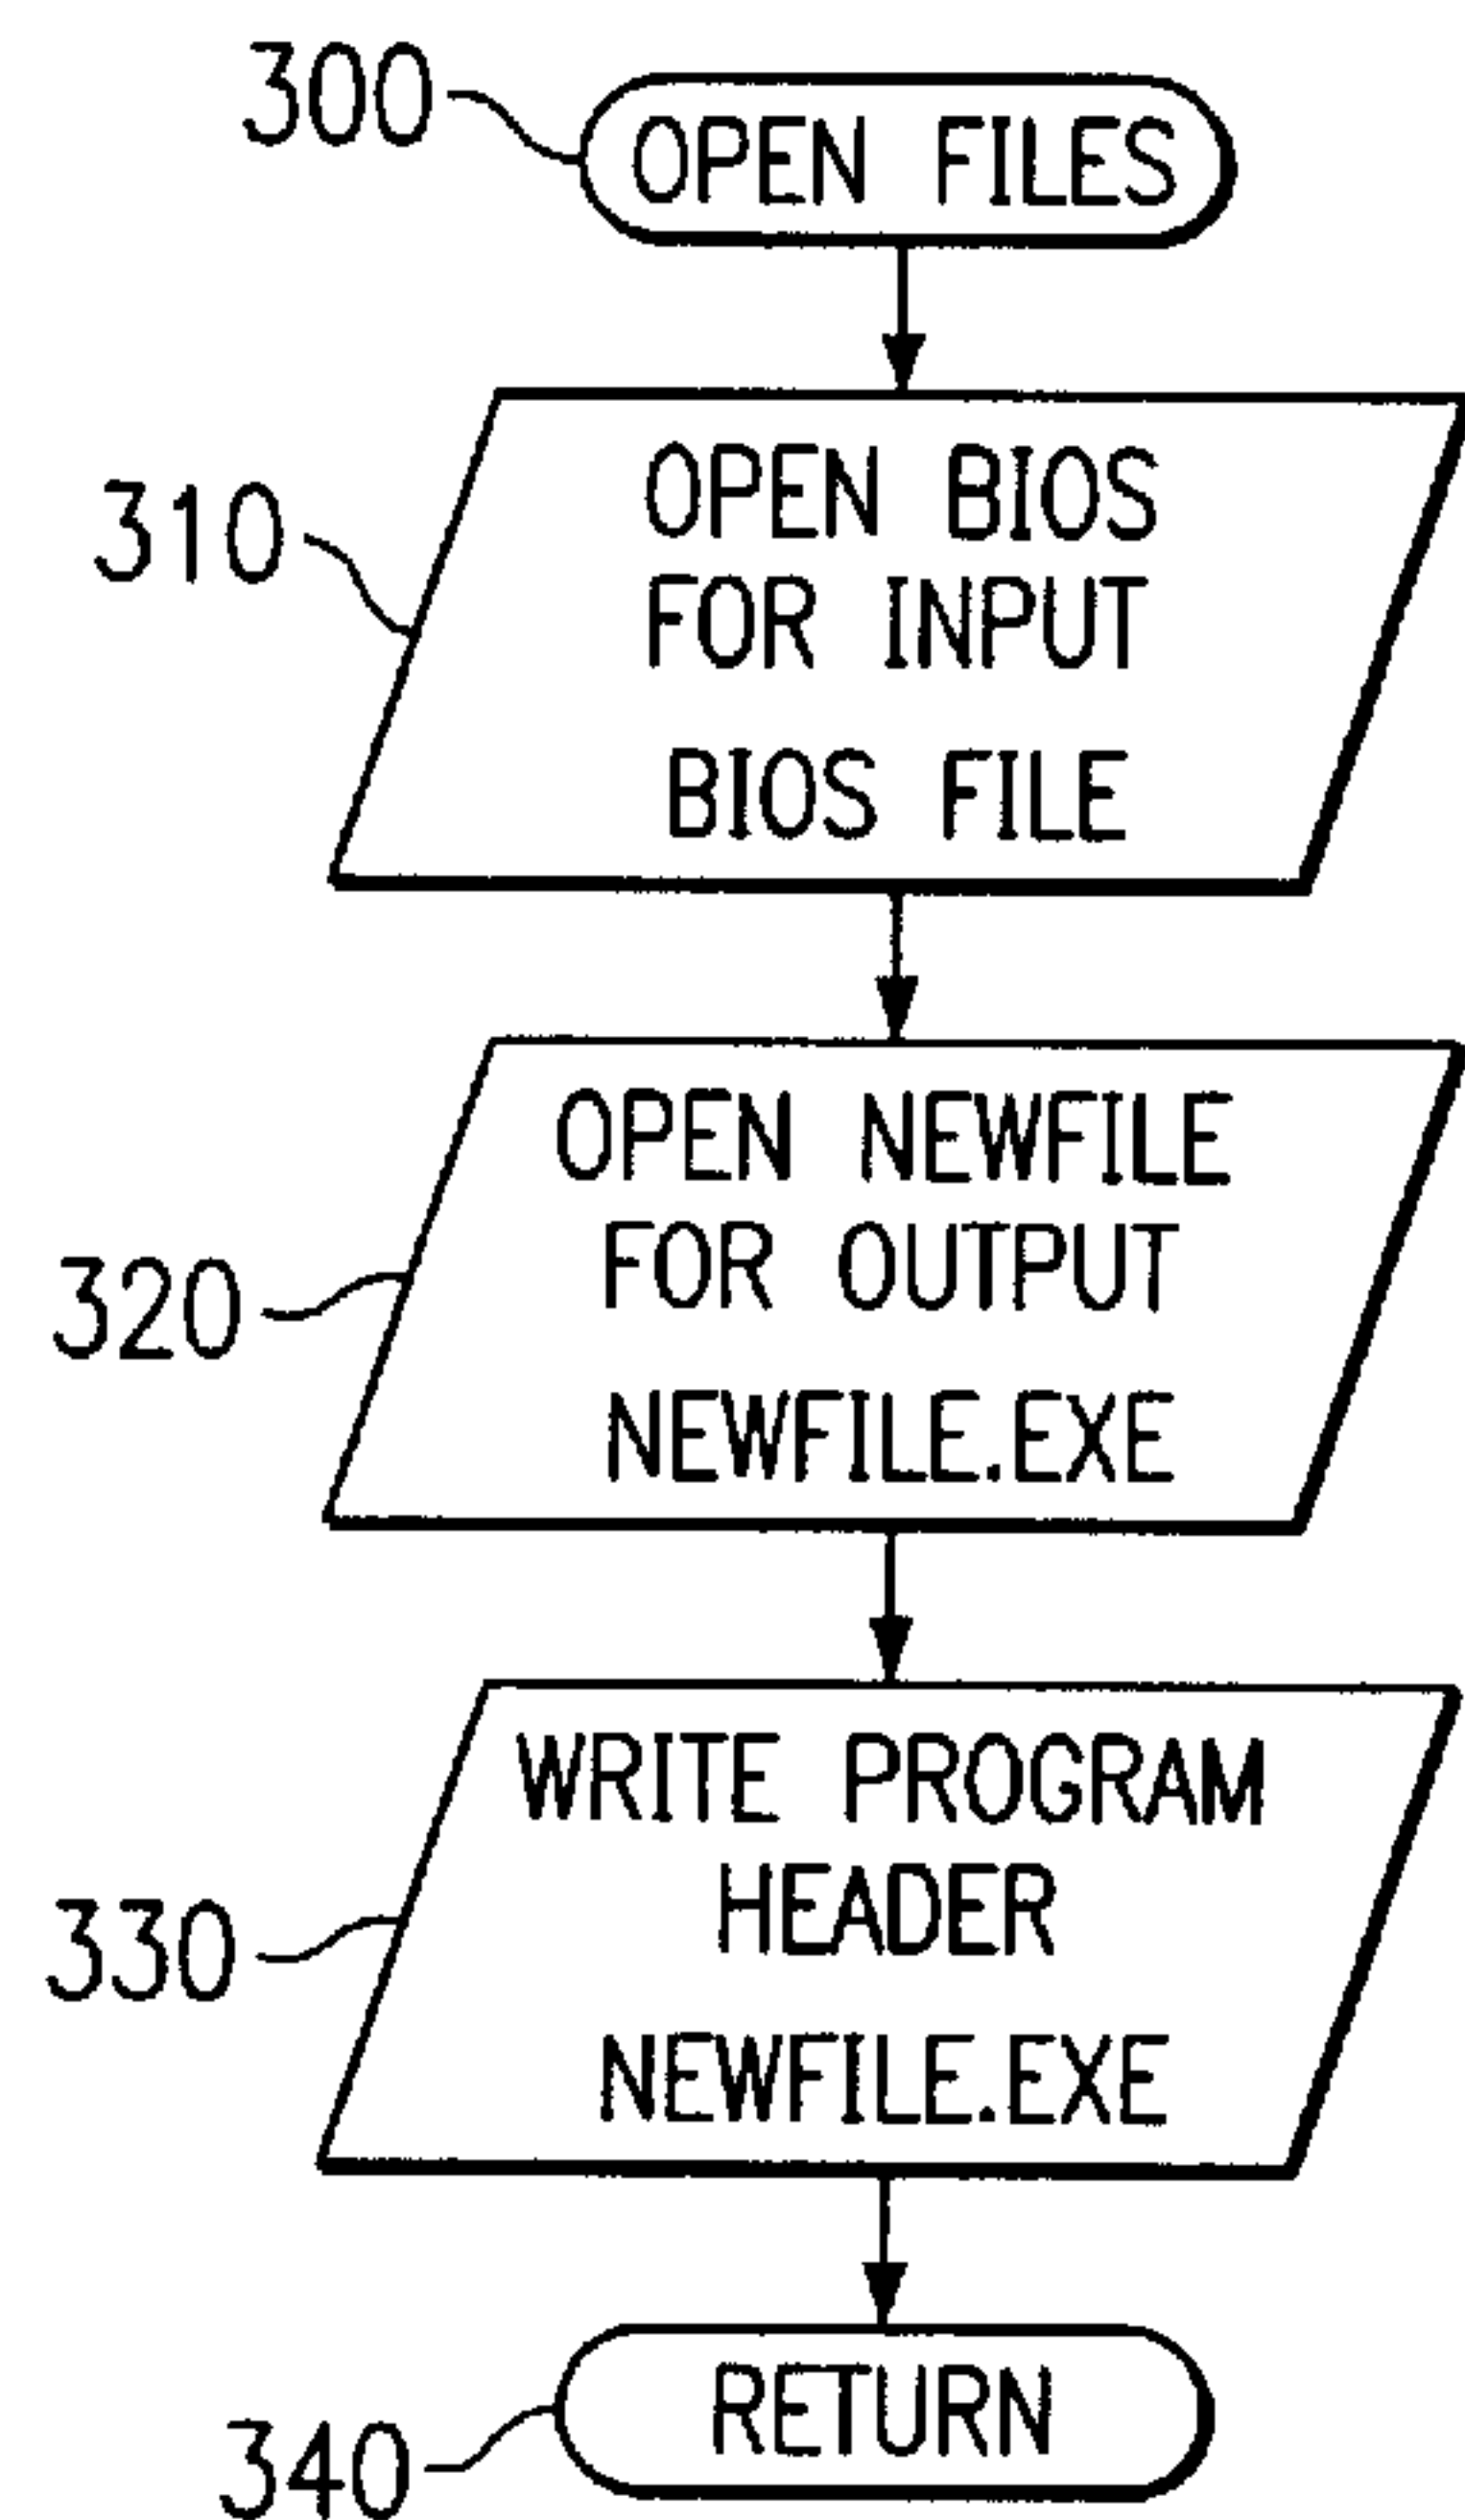 300
OPEN FILES
310
OPEN BIOS
FOR INPUT
BIOS FILE
320
OPEN NEWFILE
FOR OUTPUT
NEWFILE.EXE
330
WRITE PROGRAM
HEADER
NEWFILE.EXE
340
RETURN